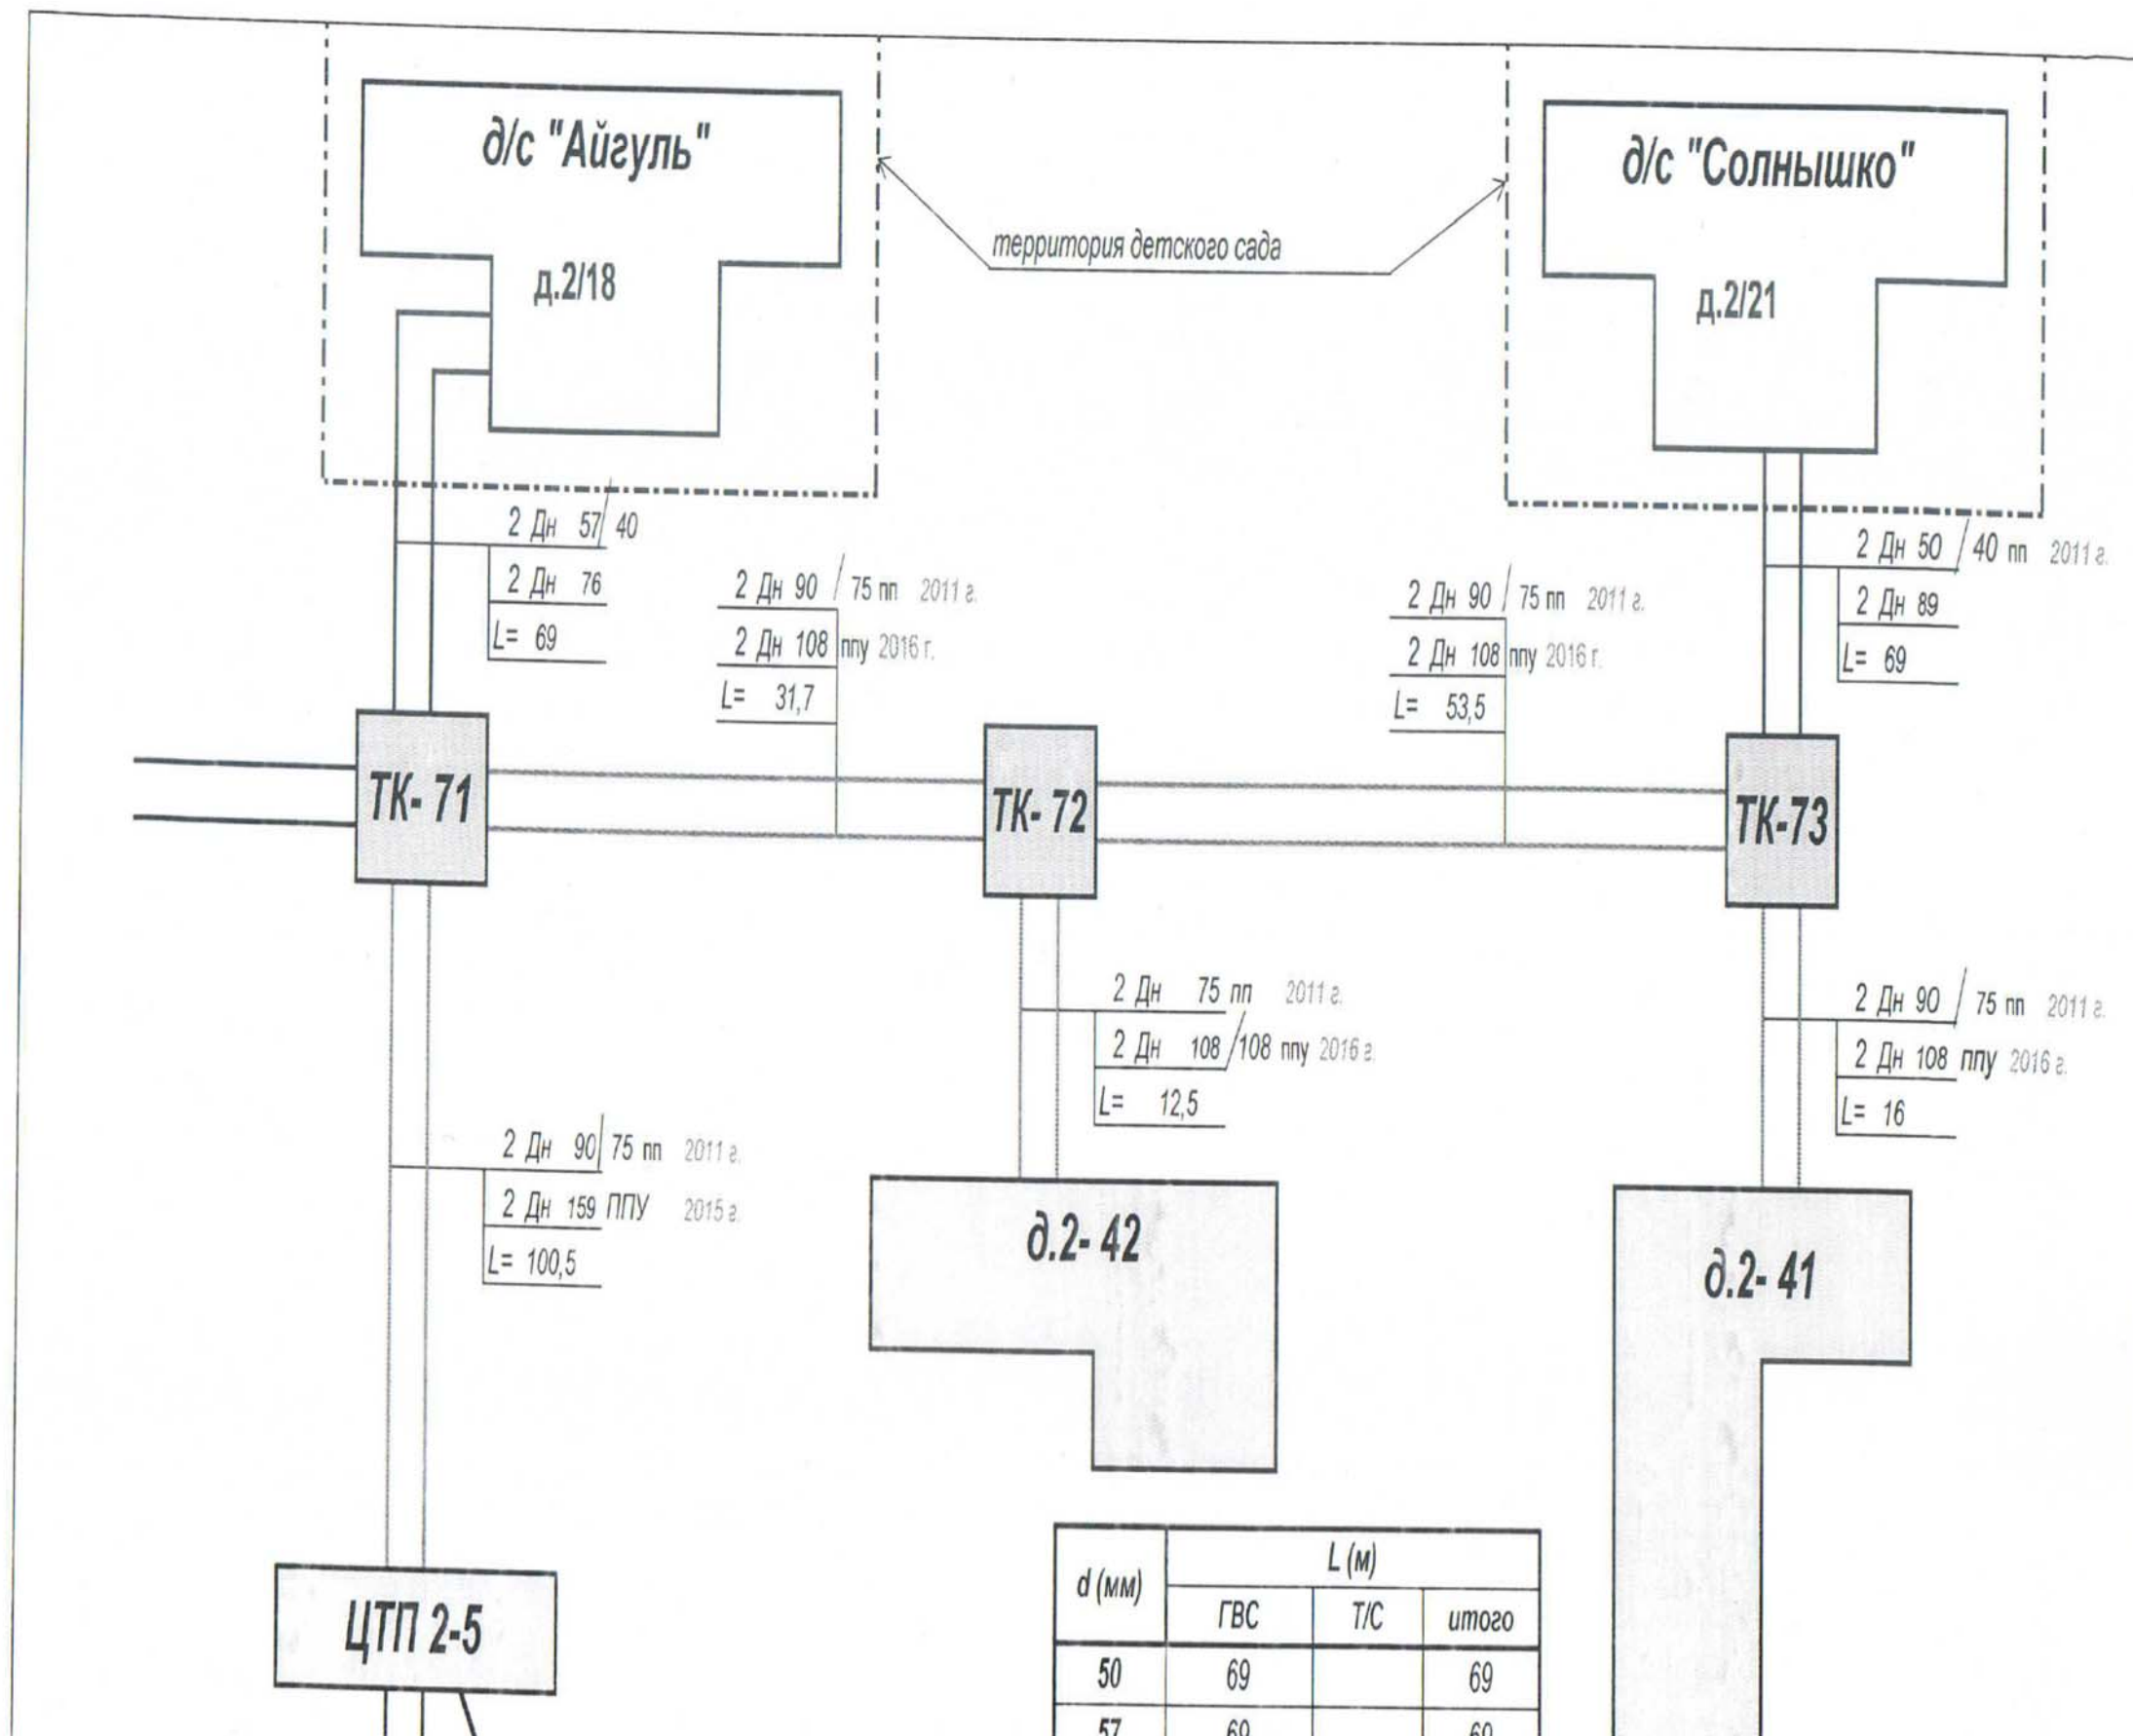 д/с "Айгуль"
д.2/18
д/с "Солнышко"
д.2/21
территория детского сада
2 Дн 57/ 40
2 Дн 76
L= 69
2 Дн 90 / 75 пп 2011 г.
2 Дн 108 ппу 2016 г.
L= 31,7
2 Дн 90 / 75 пп 2011 г.
2 Дн 108 ппу 2016 г.
L= 53,5
2 Дн 50 / 40 пп 2011 г.
2 Дн 89
L= 69
ТК- 71
ТК- 72
ТК-73
2 Дн 75 пп 2011 г.
2 Дн 108 /108 ппу 2016 г.
L= 12,5
2 Дн 90 / 75 пп 2011 г.
2 Дн 108 ппу 2016 г.
L= 16
2 Дн 90/ 75 пп 2011 г.
2 Дн 159 ППУ 2015 г.
L= 100,5
д.2- 42
д.2- 41
ЦТП 2-5
d (мм) L (м)
ГВС Т/С итого
50 69 69
57 69 69